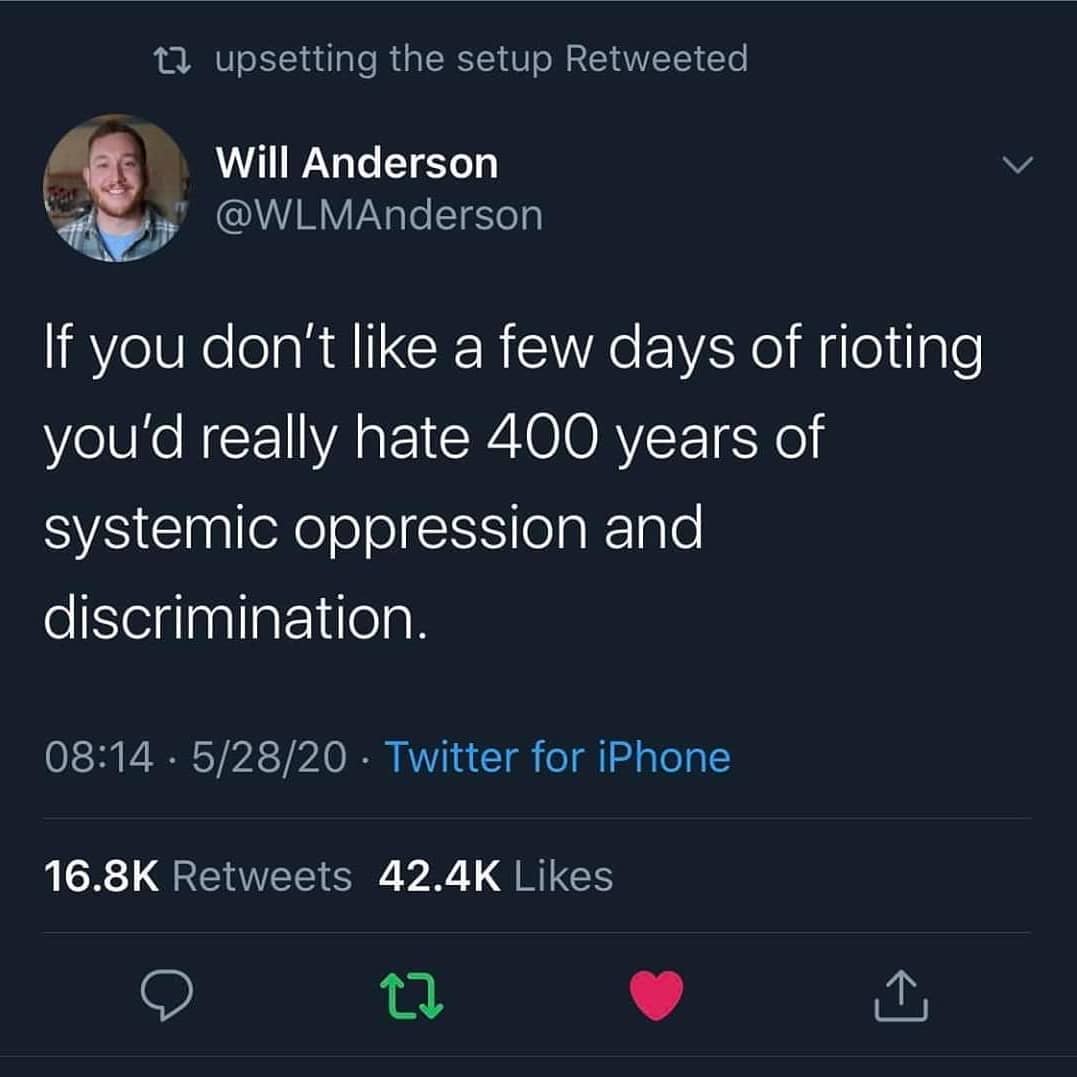 upsetting the setup Retweeted
Will Anderson
@WLMAnderson
If you don’t like a few days of rioting
you’d really hate 400 years of
systemic oppression and
discrimination.
08:14 · 5/28/20 · Twitter for iPhone
16.8K Retweets 42.4K Likes